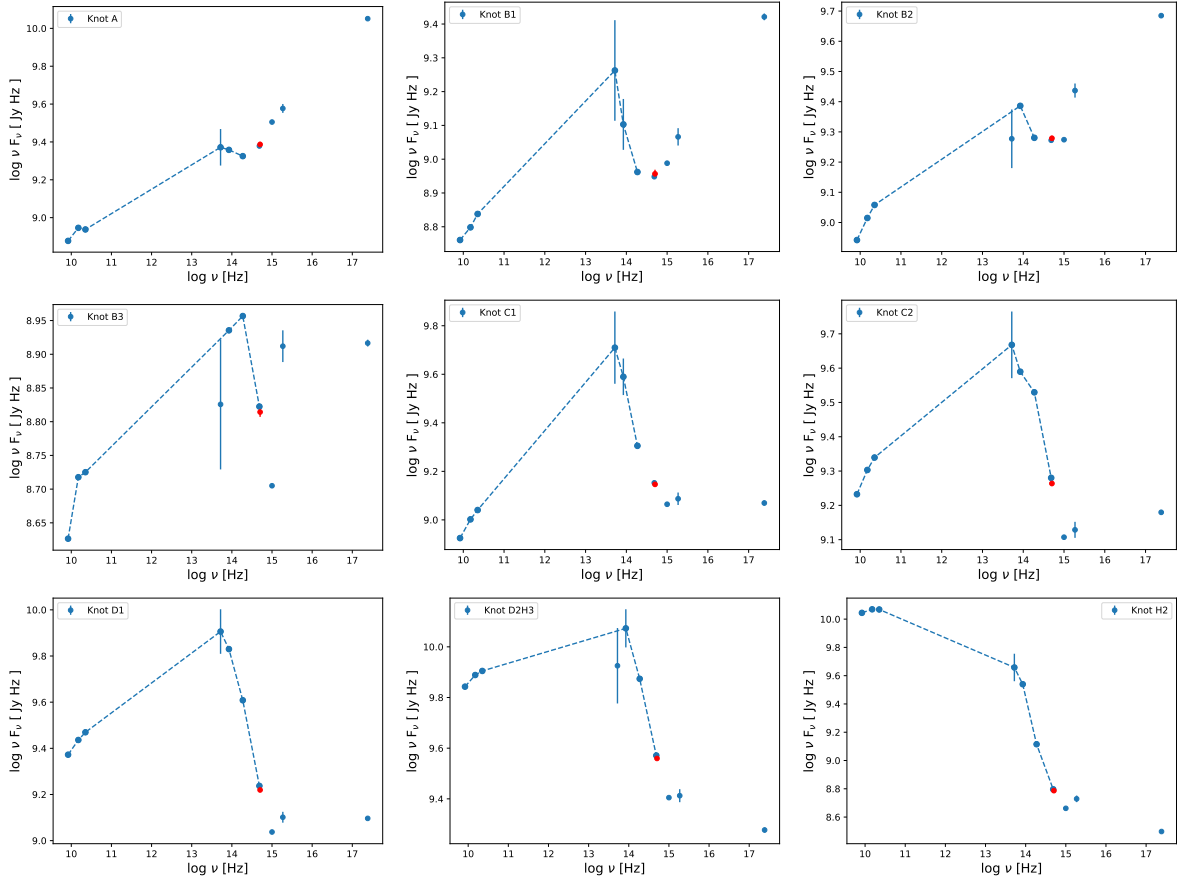 Knot A
log ν Fν [ Jy Hz ]
10.0
9.8
9.6
9.4
9.2
9.0
10 11 12 13 14 15 16 17
log ν [Hz]
Knot B1
log ν Fν [ Jy Hz ]
9.4
9.3
9.2
9.1
9.0
8.9
8.8
10 11 12 13 14 15 16 17
log ν [Hz]
Knot B2
log ν Fν [ Jy Hz ]
9.7
9.6
9.5
9.4
9.3
9.2
9.1
9.0
10 11 12 13 14 15 16 17
log ν [Hz]
Knot B3
log ν Fν [ Jy Hz ]
8.95
8.90
8.85
8.80
8.75
8.70
8.65
10 11 12 13 14 15 16 17
log ν [Hz]
Knot C1
log ν Fν [ Jy Hz ]
9.8
9.6
9.4
9.2
9.0
10 11 12 13 14 15 16 17
log ν [Hz]
Knot C2
log ν Fν [ Jy Hz ]
9.7
9.6
9.5
9.4
9.3
9.2
9.1
10 11 12 13 14 15 16 17
log ν [Hz]
Knot D1
log ν Fν [ Jy Hz ]
10.0
9.8
9.6
9.4
9.2
9.0
10 11 12 13 14 15 16 17
log ν [Hz]
Knot D2H3
log ν Fν [ Jy Hz ]
10.0
9.8
9.6
9.4
10 11 12 13 14 15 16 17
log ν [Hz]
Knot H2
log ν Fν [ Jy Hz ]
10.0
9.8
9.6
9.4
9.2
9.0
8.8
8.6
10 11 12 13 14 15 16 17
log ν [Hz]